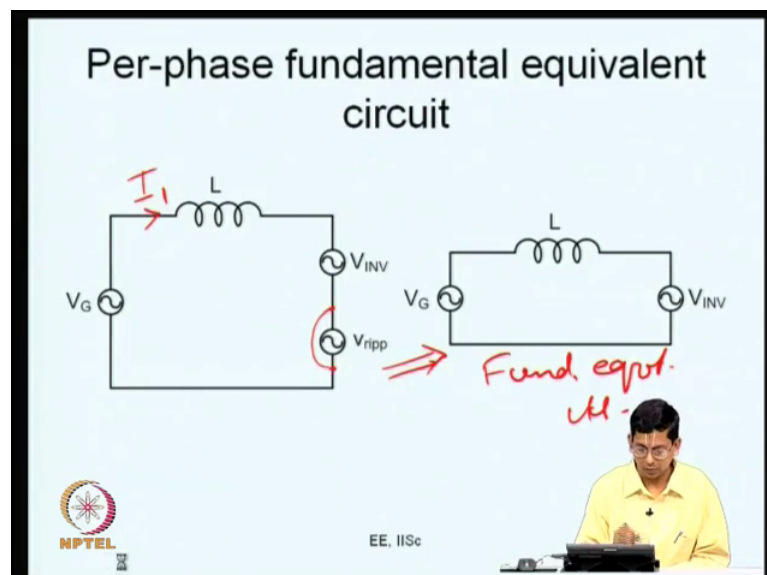 Per-phase fundamental equivalent
circuit
I1
L
VG
VINV
vripp
L
VG
VINV
Fund. eqvt.
NPTEL
EE, IISc